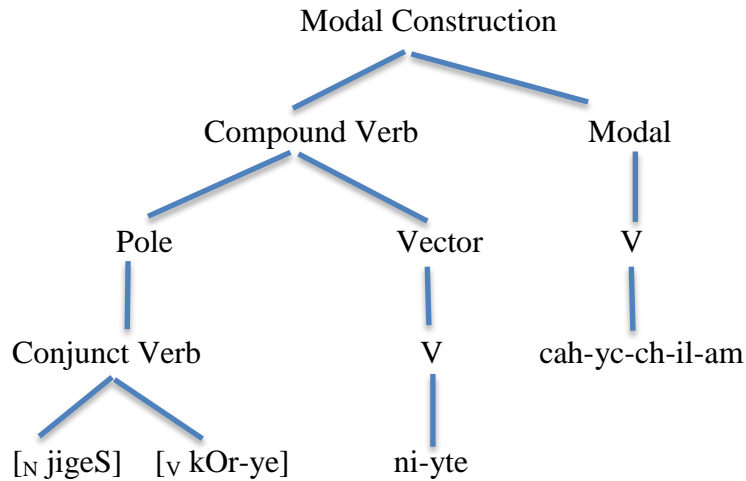 Modal Construction
Compound Verb Modal
Pole Vector V
Conjunct Verb V cah-yc-ch-il-am
[N jigeS] [V kOr-ye] ni-yte